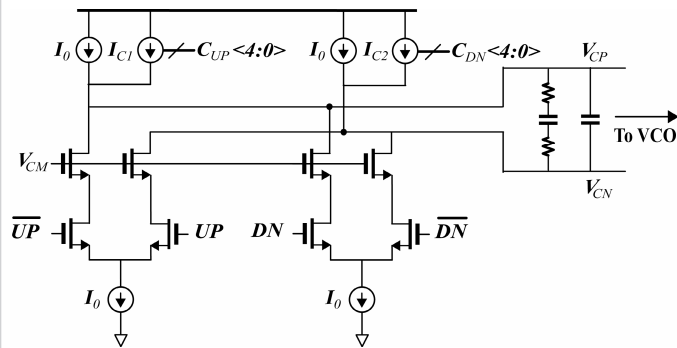 I0 IC1 CUP <4:0> I0 IC2 CDN <4:0> VCP
To VCO
VCM
VCN
UP UP DN DN
I0 I0